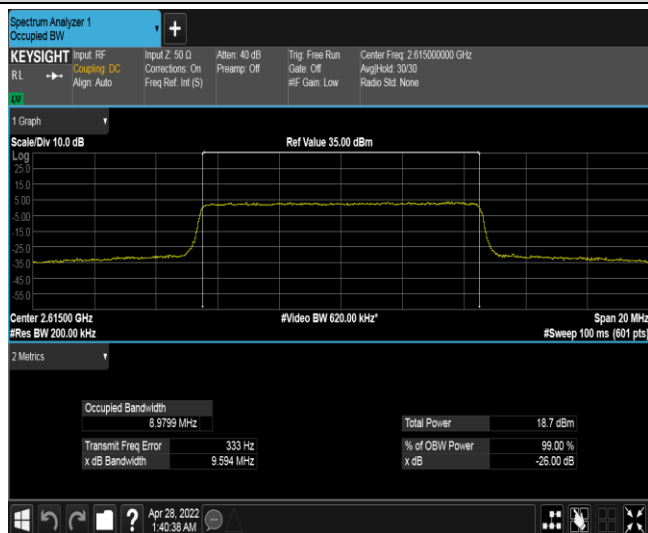 Spectrum Analyzer 1
Occupied BW
+
KEYSIGHT
RL
LXI
Input: RF
Coupling: DC
Align: Auto
Input Z: 50 Ω
Corrections: On
Freq Ref: Int (S)
Atten: 40 dB
Preamp: Off
Trig: Free Run
Gate: Off
#IF Gain: Low
Center Freq: 2.615000000 GHz
Avg|Hold: 30/30
Radio Std: None
1 Graph
Scale/Div 10.0 dB
Ref Value 35.00 dBm
Log
25.0
15.0
5.00
-5.00
-15.0
-25.0
-35.0
-45.0
-55.0
Center 2.61500 GHz
#Video BW 620.00 kHz*
Span 20 MHz
#Res BW 200.00 kHz
#Sweep 100 ms (601 pts)
2 Metrics
Occupied Bandwidth
8.9799 MHz
Total Power 18.7 dBm
Transmit Freq Error 333 Hz
% of OBW Power 99.00 %
x dB Bandwidth 9.594 MHz
x dB -26.00 dB
?
Apr 28, 2022
1:40:38 AM